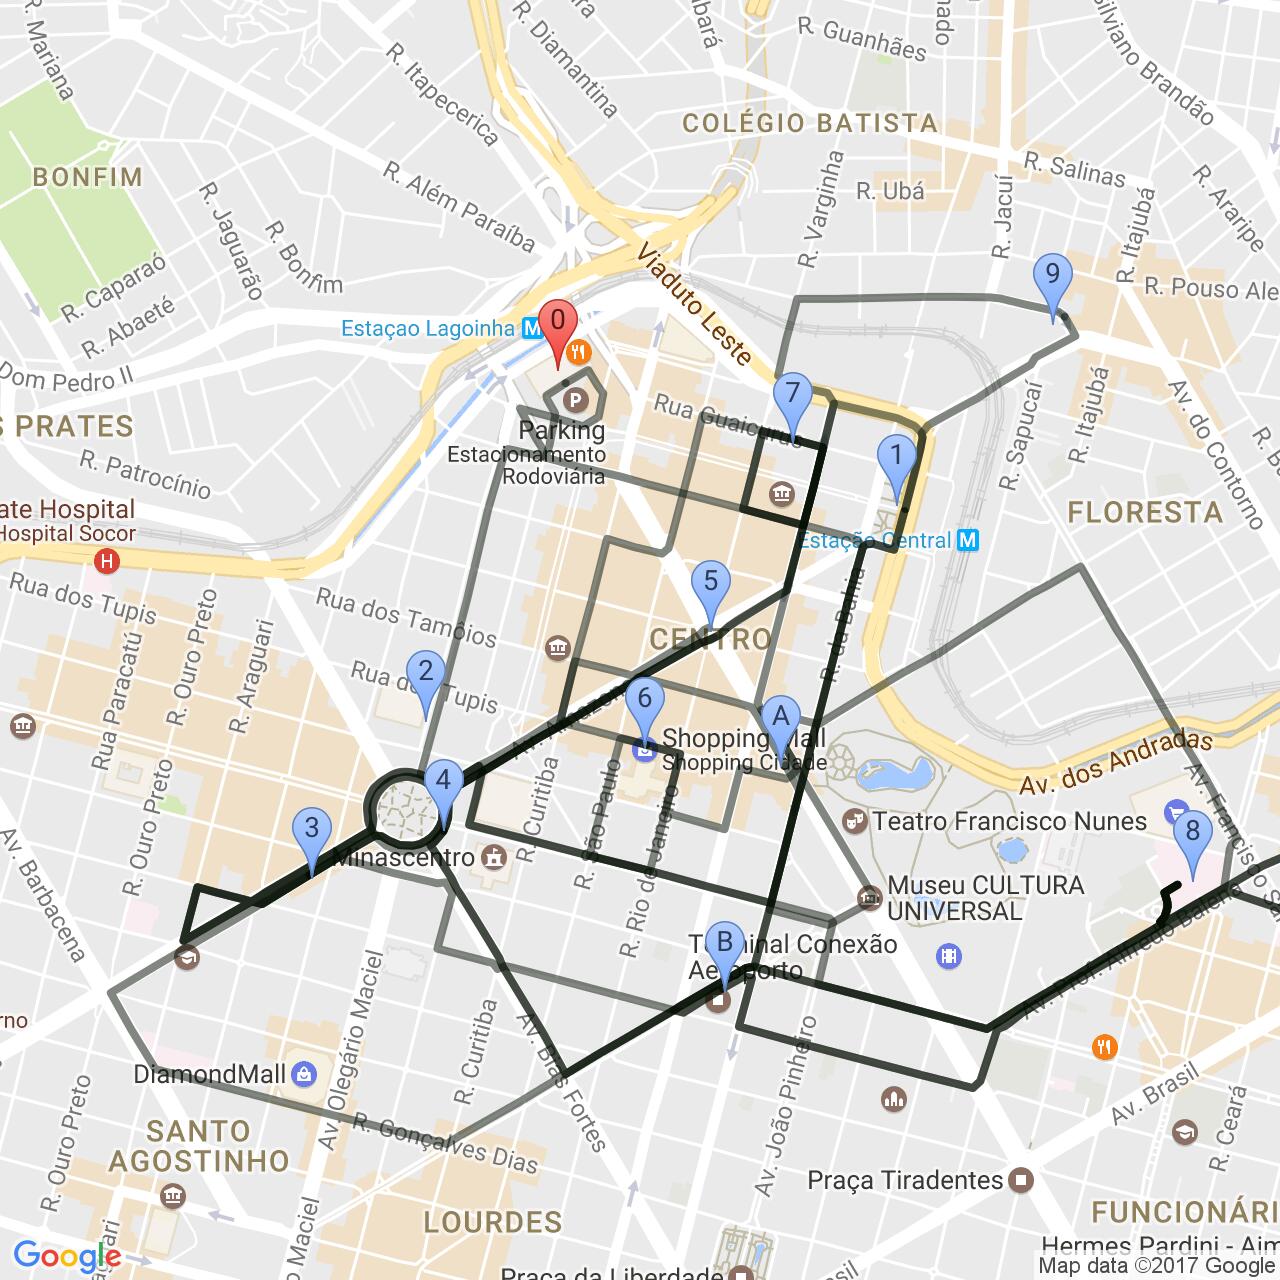 R. Mariana
R. Diamantina
R. Guanhães
Silviano Brandão
R. Itapecerica
COLÉGIO BATISTA
BONFIM
R. Além Paraíba
R. Varginha
R. Salinas
R. Ubá
R. Araripe
R. Jaguarão
R. Bonfim
R. Jacuí
R. Itajubá
R. Caparaó
R. Abaeté
Viaduto Leste
9
R. Pouso Ale
0
Estaçao Lagoinha M
Dom Pedro II
P
7
Rua Guaicurus
R. Sapucaí
R. Itajubá
Av. do Contorno
S PRATES
Parking
Estacionamento
Rodoviária
1
R. Patrocínio
ate Hospital
Hospital Socor
FLORESTA
Estação Central M
H
Rua dos Tupis
Rua dos Tamôios
5
CENTRO
R. da Bahia
R. Ouro Preto
R. Araguari
Rua Paracatú
2
Rua dos Tupis
6
A
Shopping Mall
Shopping Cidade
Av. Amazonas
Av. dos Andradas
4
3
R. Ouro Preto
R. Curitiba
R. São Paulo
R. Rio de Janeiro
Teatro Francisco Nunes
8
Av. Francisco S
Minascentro
Av. Barbacena
Museu CULTURA
UNIVERSAL
B
Terminal Conexão
Aeroporto
Av. Prof. Alfredo Balena
rno
Av. Olegário Maciel
R. Curitiba
Av. Bias Fortes
Av. João Pinheiro
DiamondMall
R. Ouro Preto
Av. Brasil
R. Ceará
SANTO
AGOSTINHO
R. Gonçalves Dias
Praça Tiradentes
LOURDES
FUNCIONÁRI
Maciel
Hermes Pardini - Aim
Google
Praça da Liberdade
Map data ©2017 Google